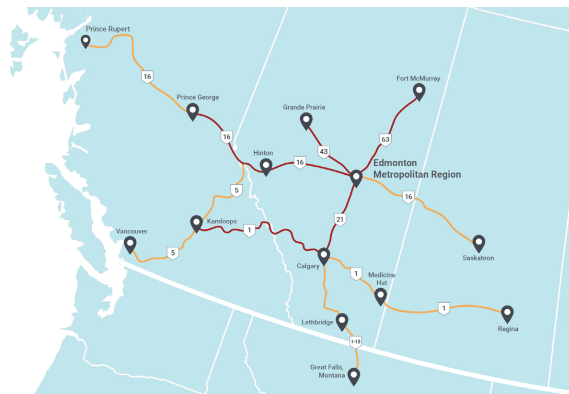 Prince Rupert
16
Prince George
16
Fort McMurray
Grande Prairie
63
43
Hinton
16
Edmonton
Metropolitan Region
5
16
21
Kamloops
1
Vancouver
5
Saskatoon
Calgary
1
Medicine
Hat
1
Lethbridge
Regina
I-15
Great Falls,
Montana